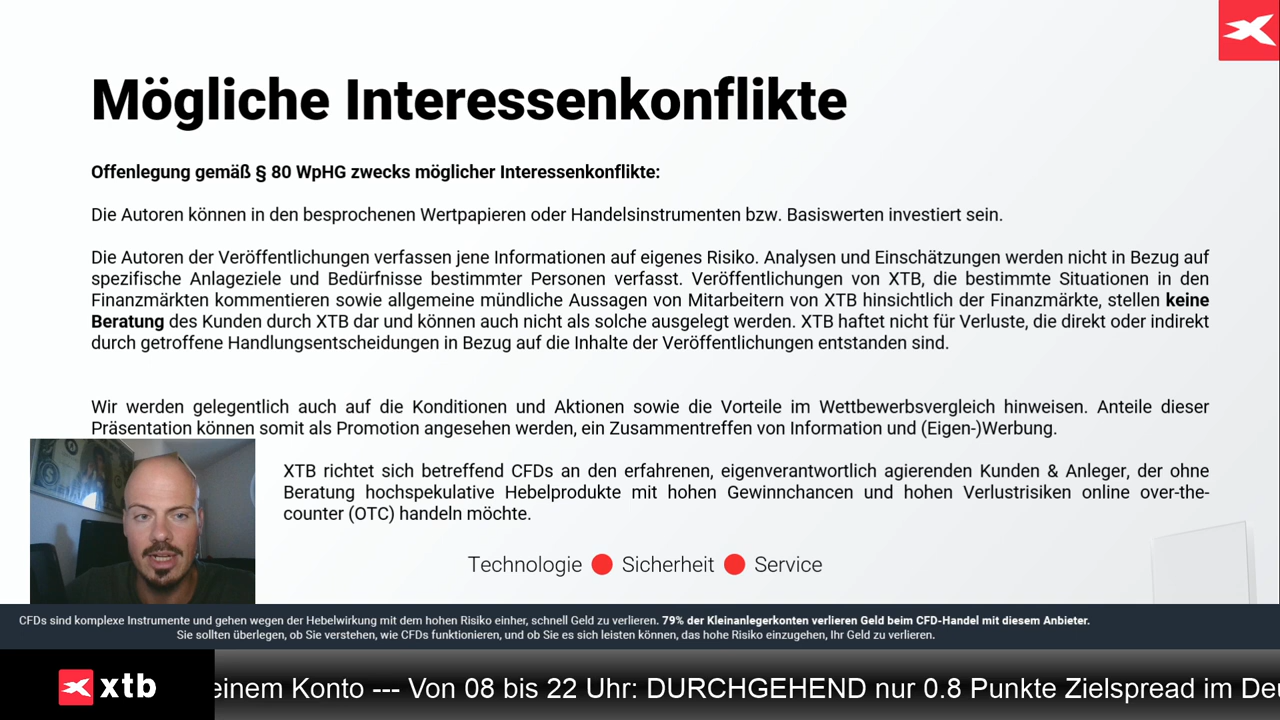 Mögliche Interessenkonflikte
Offenlegung gemäß § 80 WpHG zwecks möglicher Interessenkonflikte:
Die Autoren können in den besprochenen Wertpapieren oder Handelsinstrumenten bzw. Basiswerten investiert sein.
Die Autoren der Veröffentlichungen verfassen jene Informationen auf eigenes Risiko. Analysen und Einschätzungen werden nicht in Bezug auf
spezifische Anlageziele und Bedürfnisse bestimmter Personen verfasst. Veröffentlichungen von XTB, die bestimmte Situationen in den
Finanzmärkten kommentieren sowie allgemeine mündliche Aussagen von Mitarbeitern von XTB hinsichtlich der Finanzmärkte, stellen keine
Beratung des Kunden durch XTB dar und können auch nicht als solche ausgelegt werden. XTB haftet nicht für Verluste, die direkt oder indirekt
durch getroffene Handlungsentscheidungen in Bezug auf die Inhalte der Veröffentlichungen entstanden sind.
Wir werden gelegentlich auch auf die Konditionen und Aktionen sowie die Vorteile im Wettbewerbsvergleich hinweisen. Anteile dieser
Präsentation können somit als Promotion angesehen werden, ein Zusammentreffen von Information und (Eigen-)Werbung.
XTB richtet sich betreffend CFDs an den erfahrenen, eigenverantwortlich agierenden Kunden & Anleger, der ohne
Beratung hochspekulative Hebelprodukte mit hohen Gewinnchancen und hohen Verlustrisiken online over-the-
counter (OTC) handeln möchte.
Technologie Sicherheit Service
CFDs sind komplexe Instrumente und gehen wegen der Hebelwirkung mit dem hohen Risiko einher, schnell Geld zu verlieren. 79% der Kleinanlegerkonten verlieren Geld beim CFD-Handel mit diesem Anbieter.
Sie sollten überlegen, ob Sie verstehen, wie CFDs funktionieren, und ob Sie es sich leisten können, das hohe Risiko einzugehen, Ihr Geld zu verlieren.
xtb
einem Konto --- Von 08 bis 22 Uhr: DURCHGEHEND nur 0.8 Punkte Zielspread im